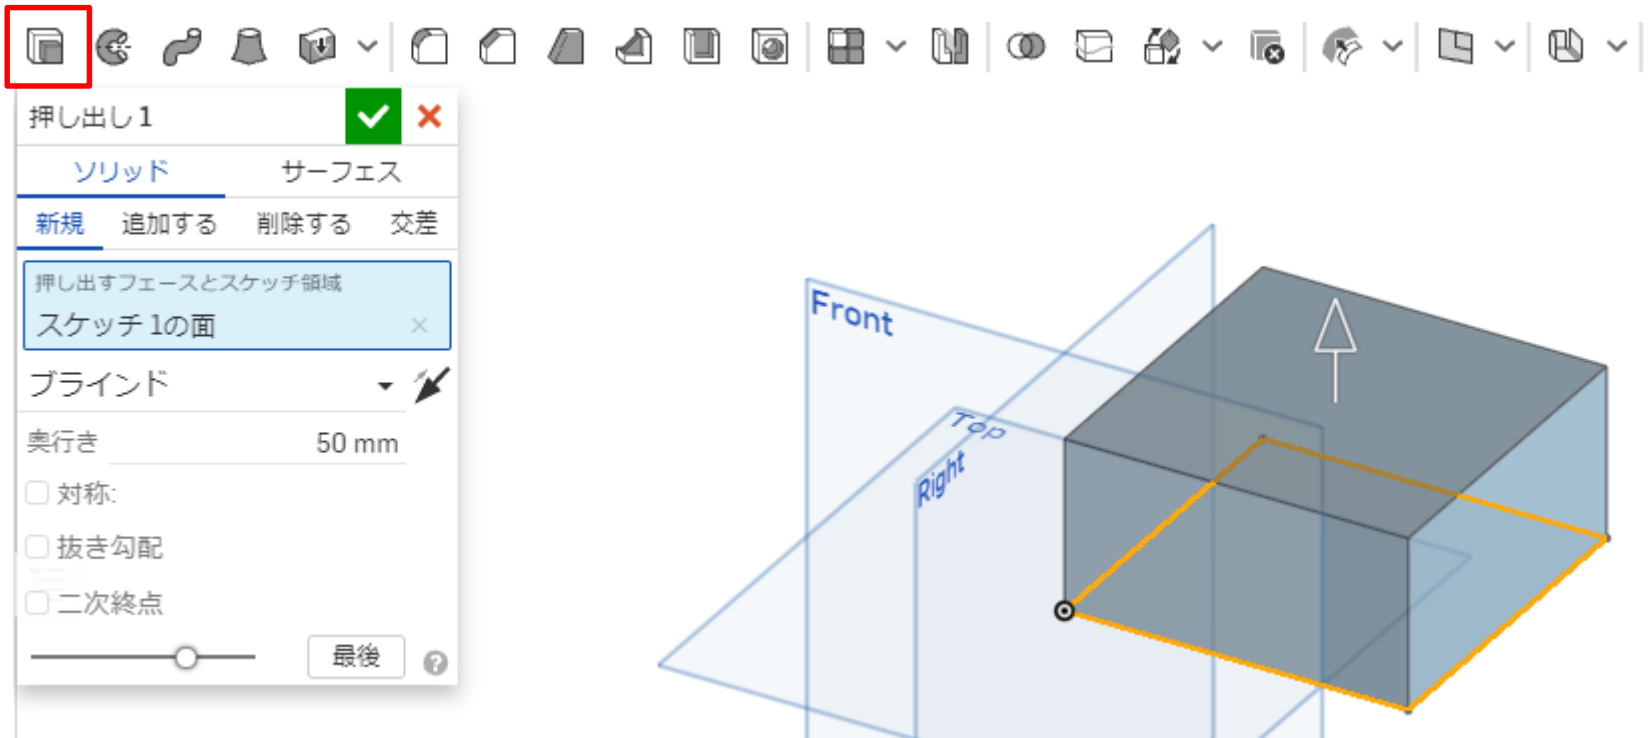 押し出し 1
ソリッド サーフェス
新規 追加する 削除する 交差
押し出すフェースとスケッチ領域
スケッチ 1の面
ブラインド
奥行き 50 mm
対称:
抜き勾配
二次終点
最後
Front
Top
Right